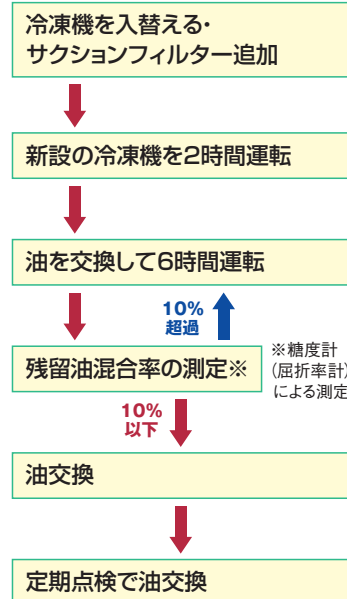 冷凍機を入替える・
サクションフィルター追加
新設の冷凍機を2時間運転
油を交換して6時間運転
10%
超過
残留油混合率の測定※
※糖度計
(屈折率計)
による測定
10%
以下
油交換
定期点検で油交換